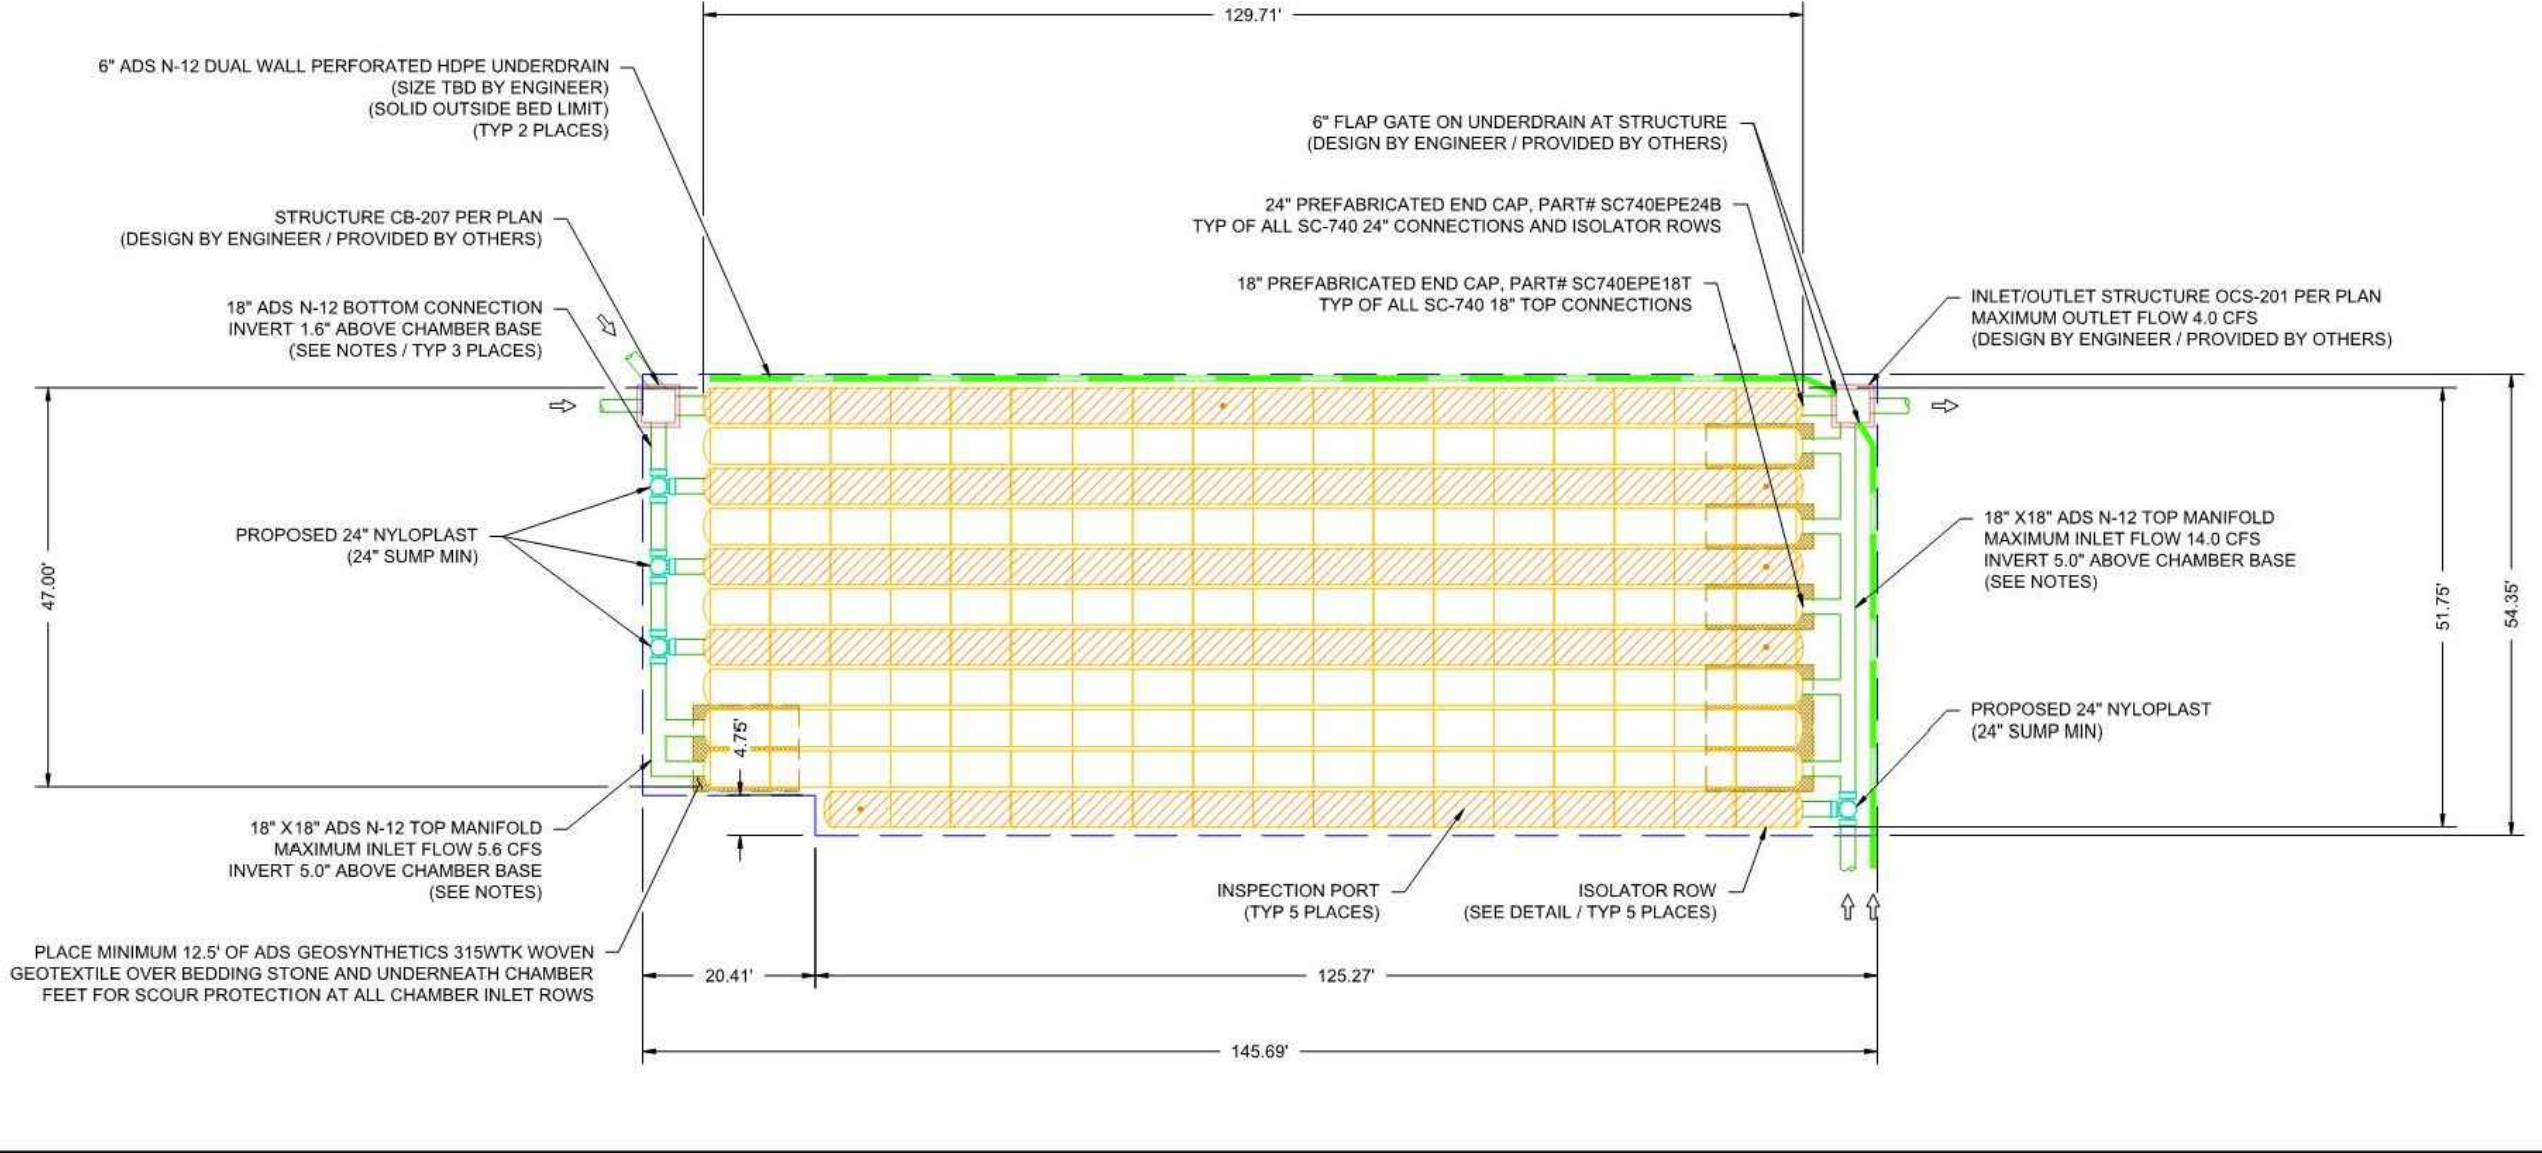 129.71'
6" ADS N-12 DUAL WALL PERFORATED HDPE UNDERDRAIN
(SIZE TBD BY ENGINEER)
(SOLID OUTSIDE BED LIMIT)
(TYP 2 PLACES)
6" FLAP GATE ON UNDERDRAIN AT STRUCTURE
(DESIGN BY ENGINEER / PROVIDED BY OTHERS)
24" PREFABRICATED END CAP, PART# SC740EPE24B
TYP OF ALL SC-740 24" CONNECTIONS AND ISOLATOR ROWS
STRUCTURE CB-207 PER PLAN
(DESIGN BY ENGINEER / PROVIDED BY OTHERS)
18" PREFABRICATED END CAP, PART# SC740EPE18T
TYP OF ALL SC-740 18" TOP CONNECTIONS
INLET/OUTLET STRUCTURE OCS-201 PER PLAN
MAXIMUM OUTLET FLOW 4.0 CFS
(DESIGN BY ENGINEER / PROVIDED BY OTHERS)
18" ADS N-12 BOTTOM CONNECTION
INVERT 1.6" ABOVE CHAMBER BASE
(SEE NOTES / TYP 3 PLACES)
PROPOSED 24" NYLOPLAST
(24" SUMP MIN)
18" X18" ADS N-12 TOP MANIFOLD
MAXIMUM INLET FLOW 14.0 CFS
INVERT 5.0" ABOVE CHAMBER BASE
(SEE NOTES)
47.00'
51.75'
54.35'
4.75'
PROPOSED 24" NYLOPLAST
(24" SUMP MIN)
18" X18" ADS N-12 TOP MANIFOLD
MAXIMUM INLET FLOW 5.6 CFS
INVERT 5.0" ABOVE CHAMBER BASE
(SEE NOTES)
INSPECTION PORT
(TYP 5 PLACES)
ISOLATOR ROW
(SEE DETAIL / TYP 5 PLACES)
PLACE MINIMUM 12.5' OF ADS GEOSYNTHETICS 315WTK WOVEN
GEOTEXTILE OVER BEDDING STONE AND UNDERNEATH CHAMBER
FEET FOR SCOUR PROTECTION AT ALL CHAMBER INLET ROWS
20.41'
125.27'
145.69'